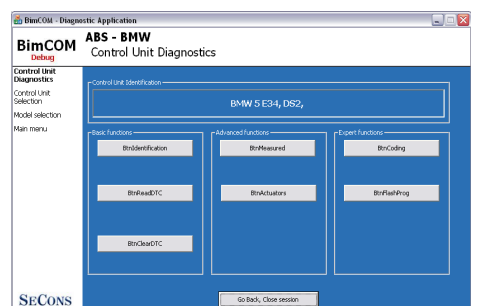 BimCOM - Diagnostic Application
BimCOM
Debug
ABS - BMW
Control Unit Diagnostics
Control Unit
Diagnostics
Control Unit
Selection
Model selection
Main menu
Control Unit Identification
BMW 5 E34, DS2,
Basic functions
Advanced functions
Expert functions
BtnIdentification
BtnMeasured
BtnCoding
BtnReadDTC
BtnActuators
BtnFlashProg
BtnClearDTC
SECONS
Go Back, Close session